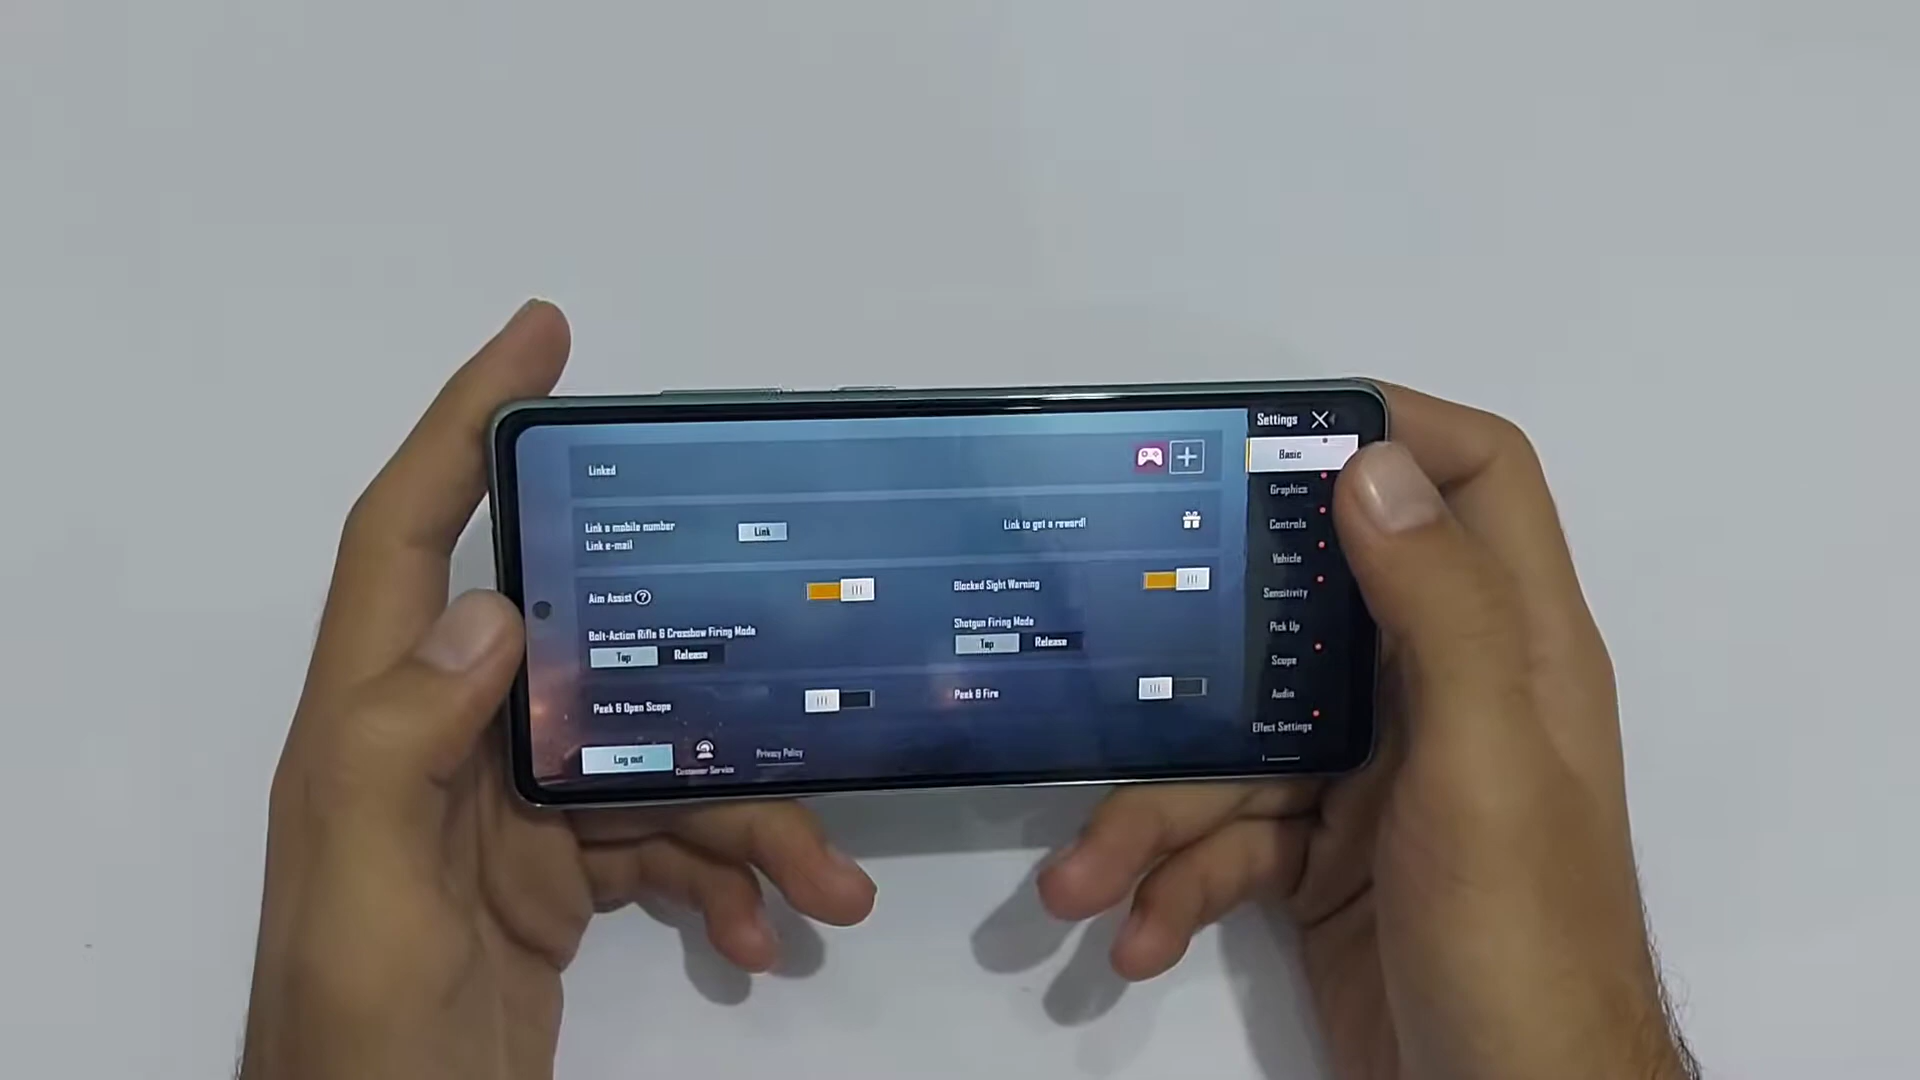 Settings
Linked
Basic
Graphics
Link a mobile number
Link
Link to get a reward!
Link e-mail
Controls
Vehicle
Aim Assist ?
Blocked Sight Warning
Sensitivity
Bolt-Action Rifle & Crossbow Firing Mode
Shotgun Firing Mode
Tap Release
Tap Release
Pick Up
Scope
Peek & Open Scope
Peek & Fire
Audio
Effect Settings
Log out
Customer Service
Privacy Policy